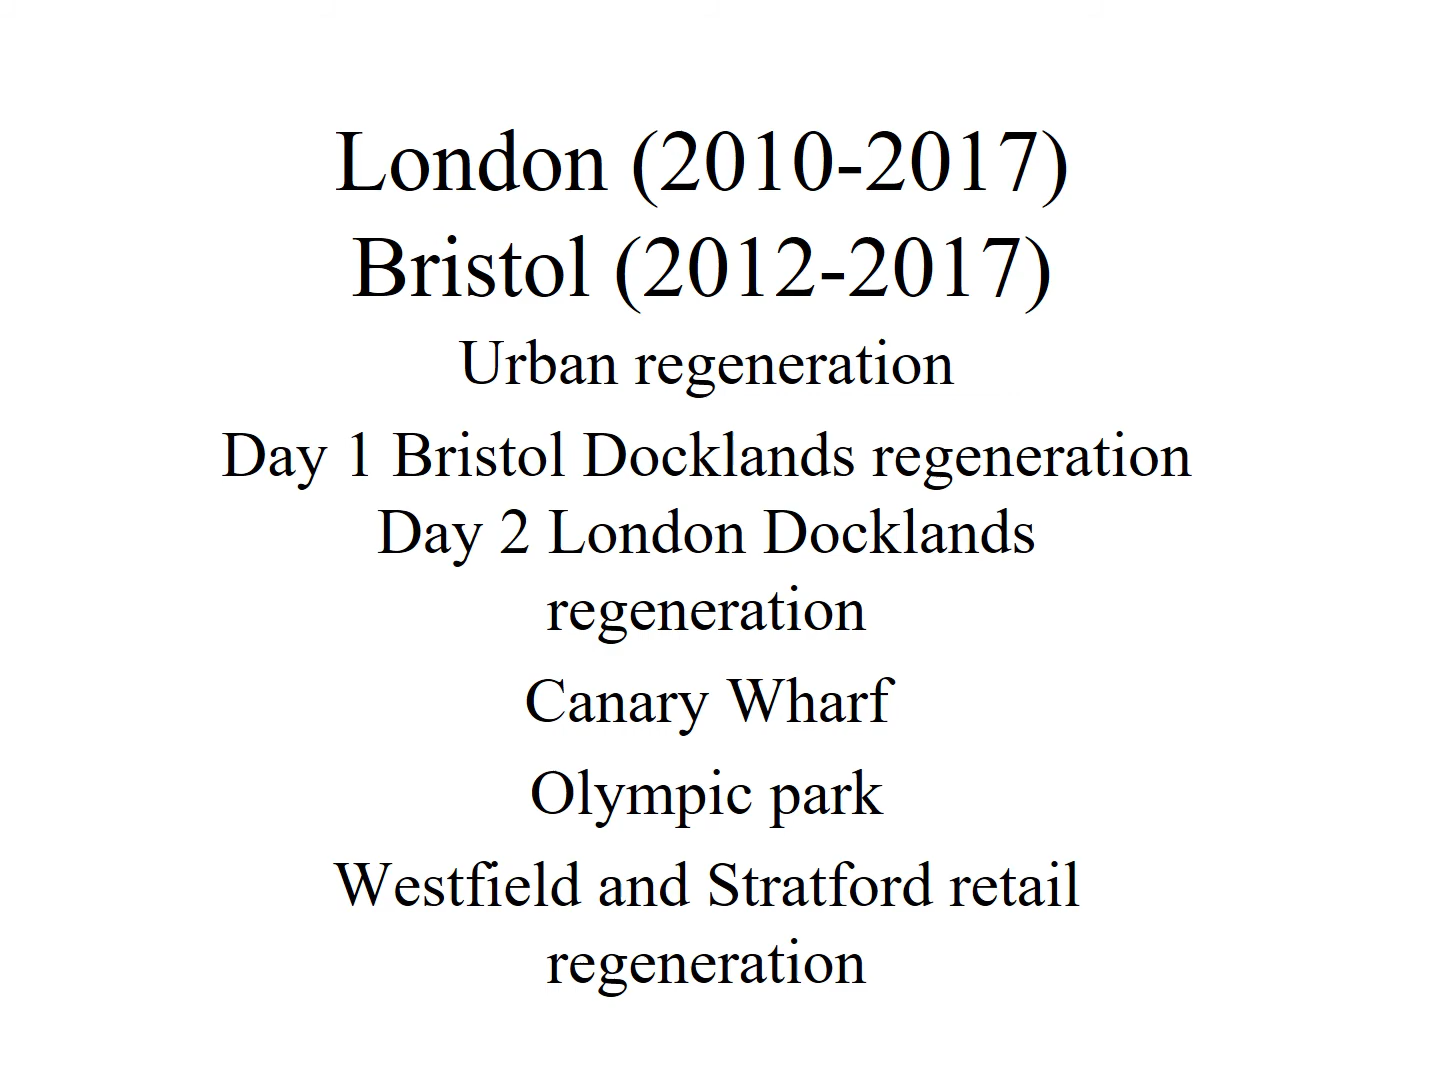 London (2010-2017)
Bristol (2012-2017)
Urban regeneration
Day 1 Bristol Docklands regeneration
Day 2 London Docklands
regeneration
Canary Wharf
Olympic park
Westfield and Stratford retail
regeneration